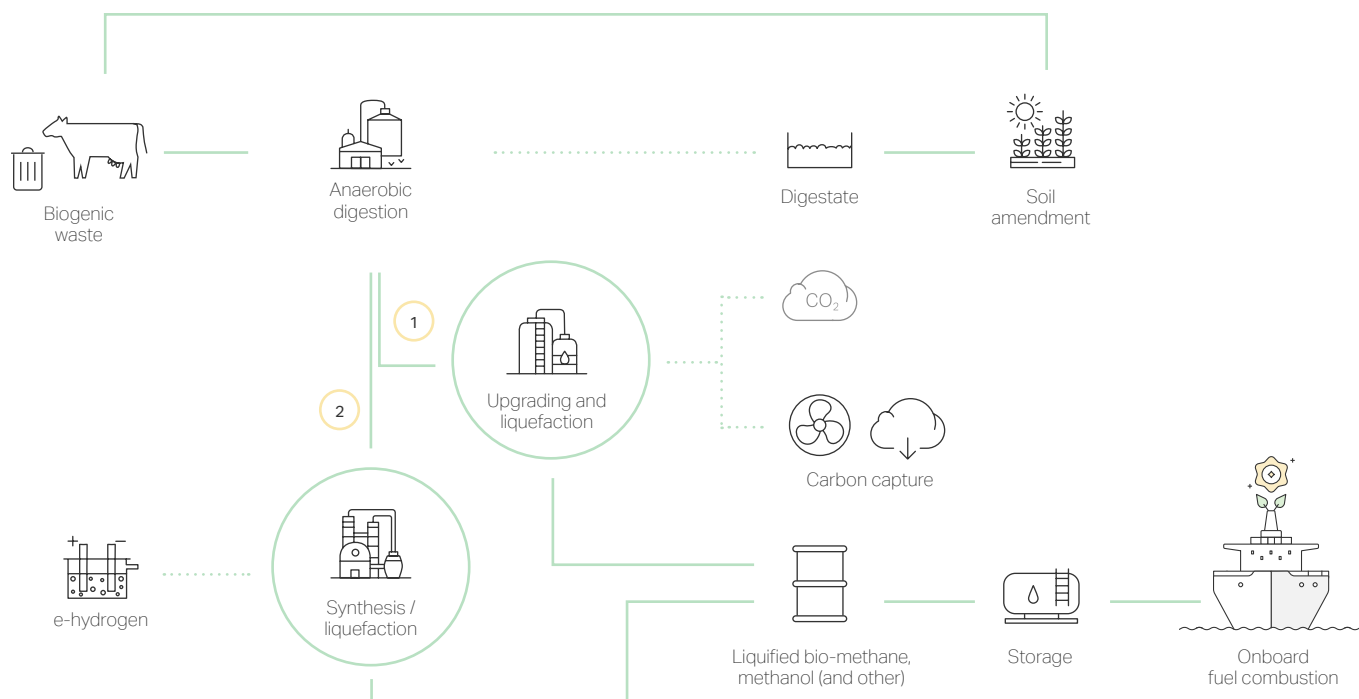 Biogenic
waste
Anaerobic
digestion
Digestate
Soil
amendment
1
CO₂
Upgrading and
liquefaction
2
Carbon capture
+ −
e-hydrogen
Synthesis /
liquefaction
Liquified bio-methane,
methanol (and other)
Storage
Onboard
fuel combustion